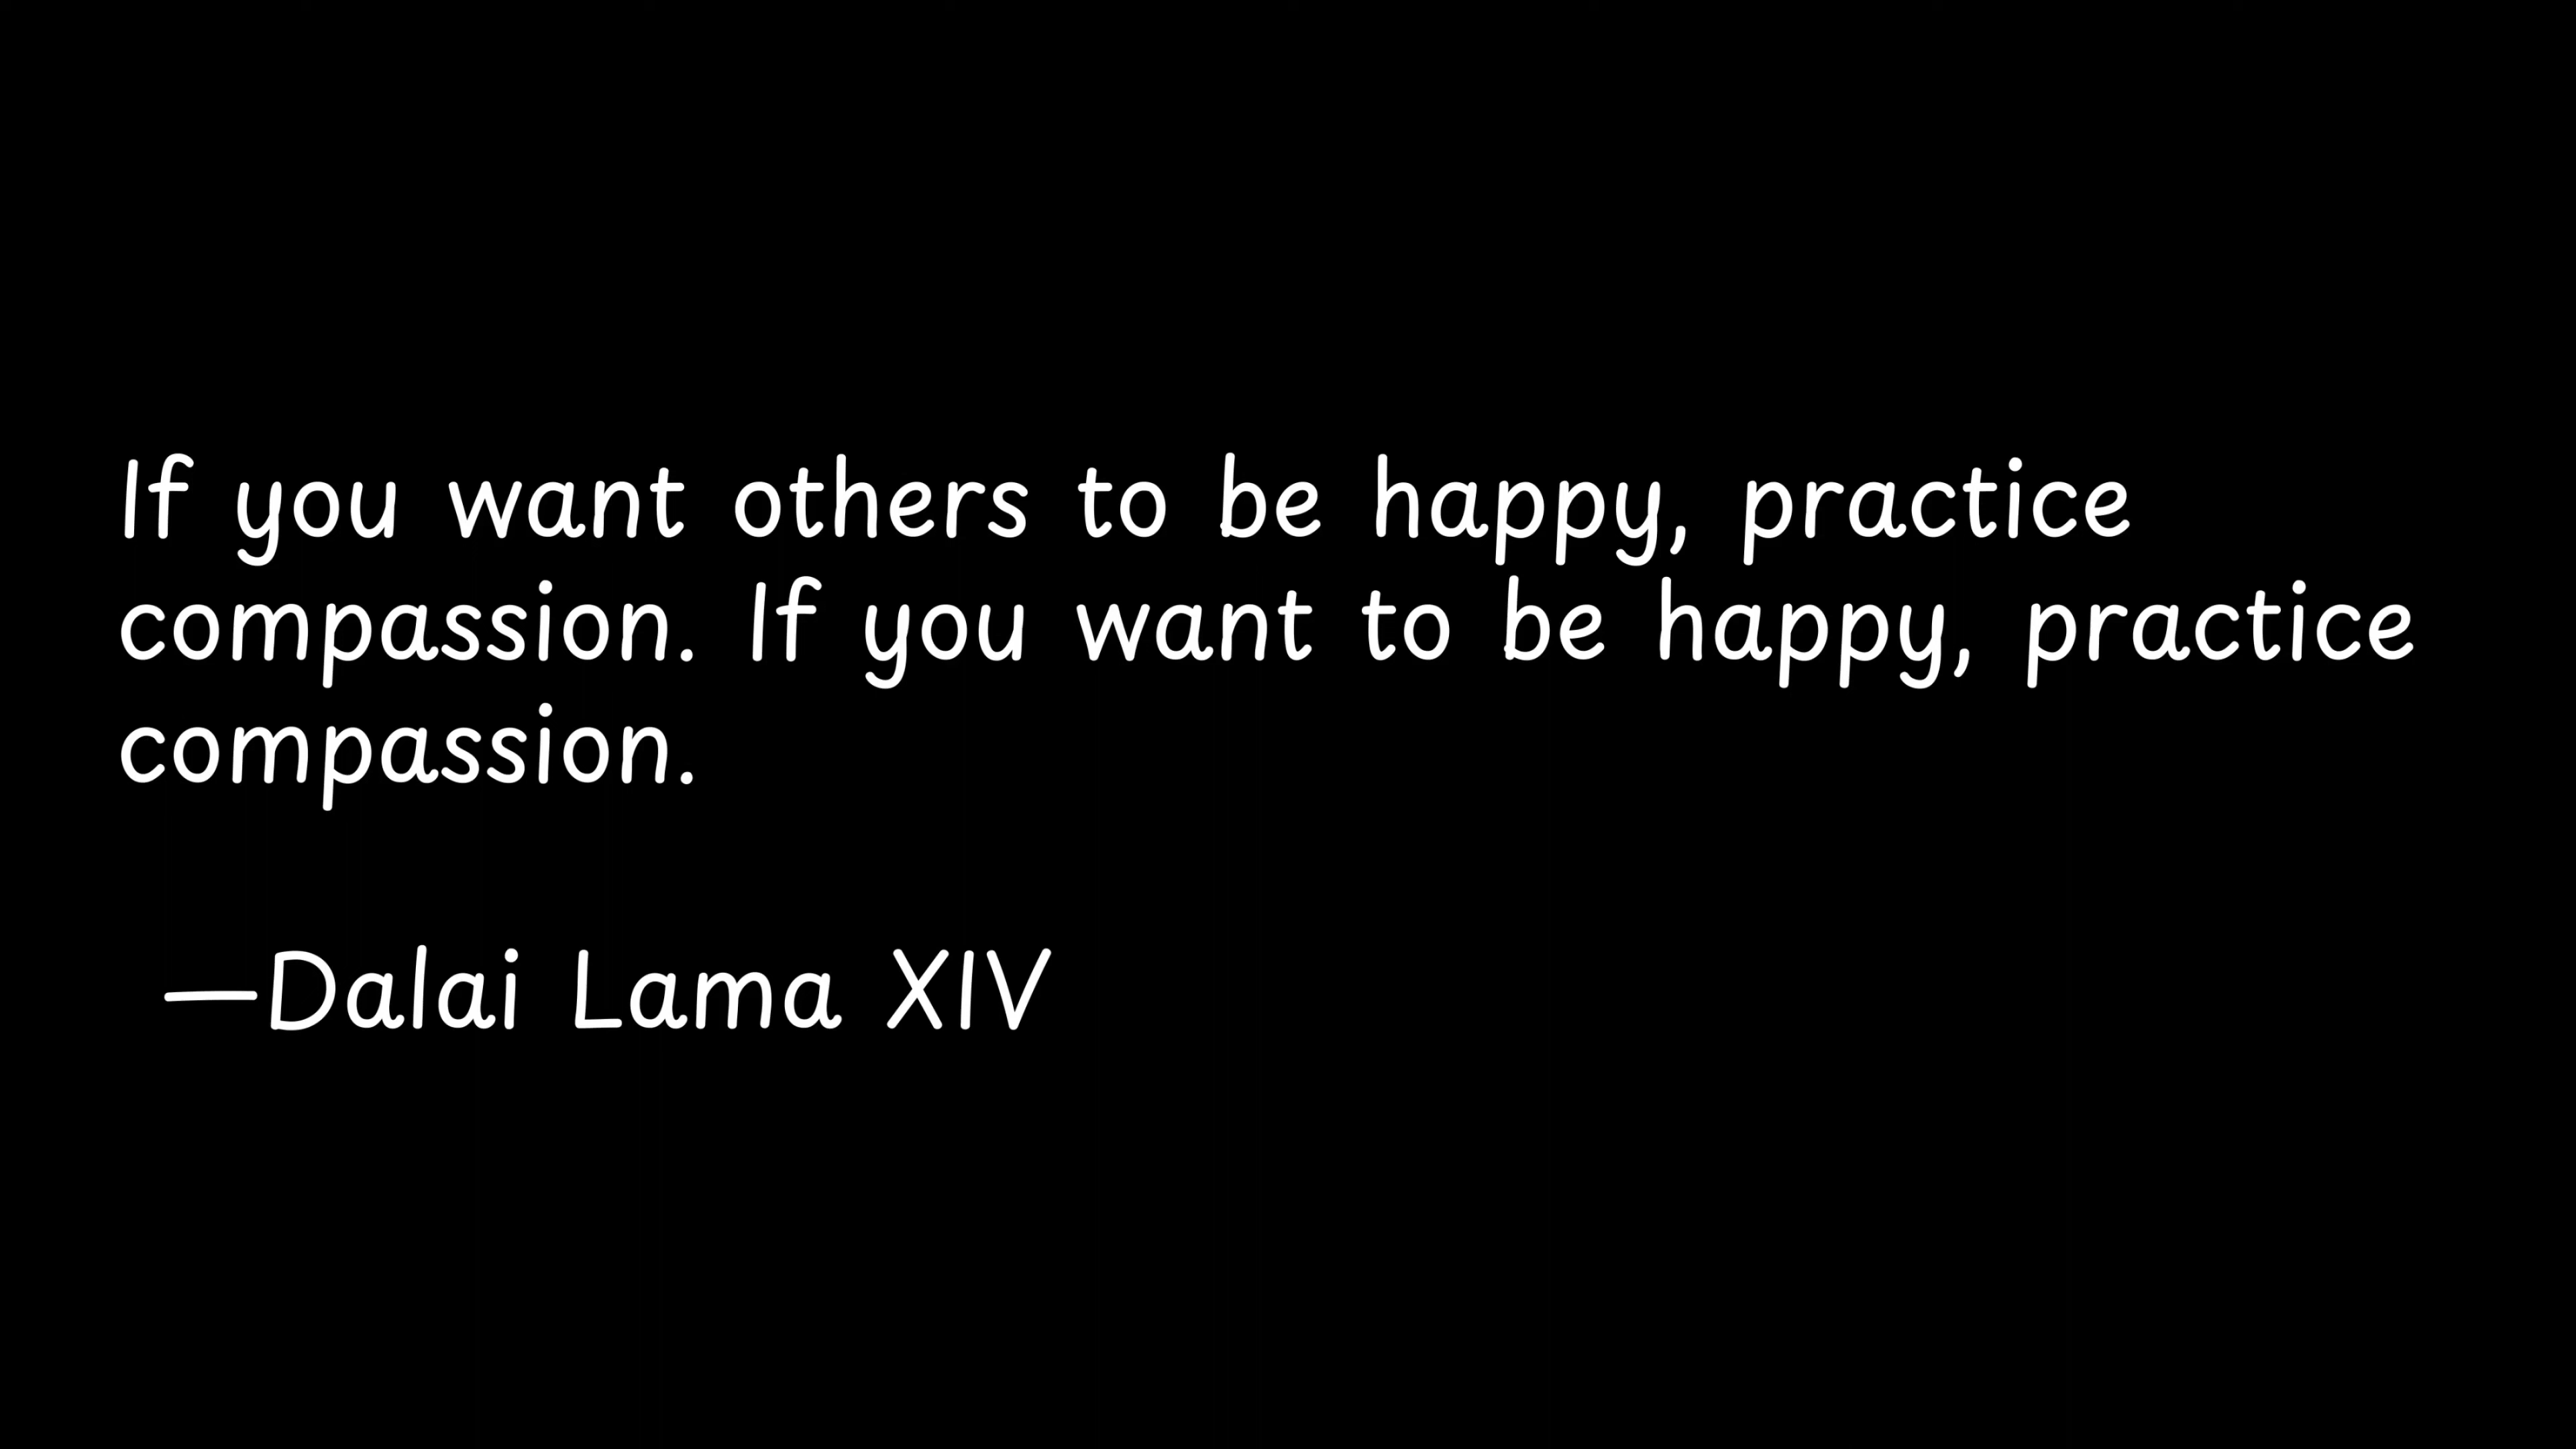 If you want others to be happy, practice
compassion. If you want to be happy, practice
compassion.
—Dalai Lama XIV